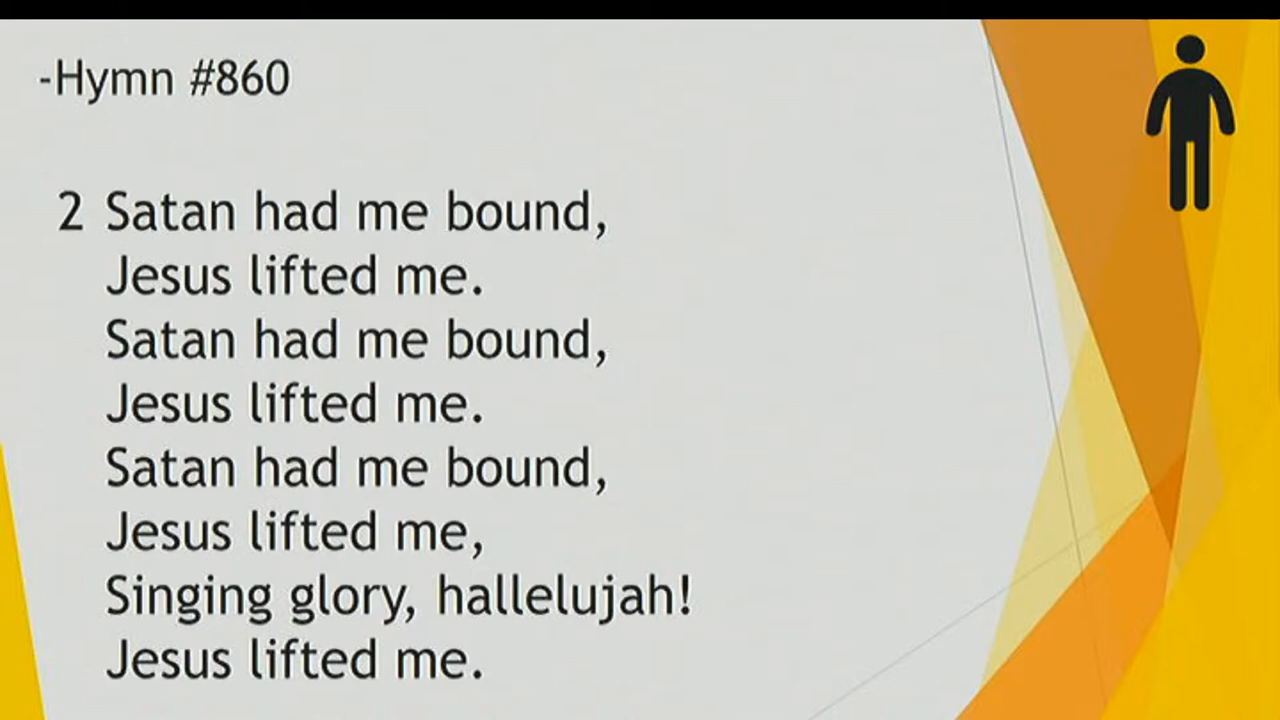 -Hymn #860
2 Satan had me bound,
Jesus lifted me.
Satan had me bound,
Jesus lifted me.
Satan had me bound,
Jesus lifted me,
Singing glory, hallelujah!
Jesus lifted me.